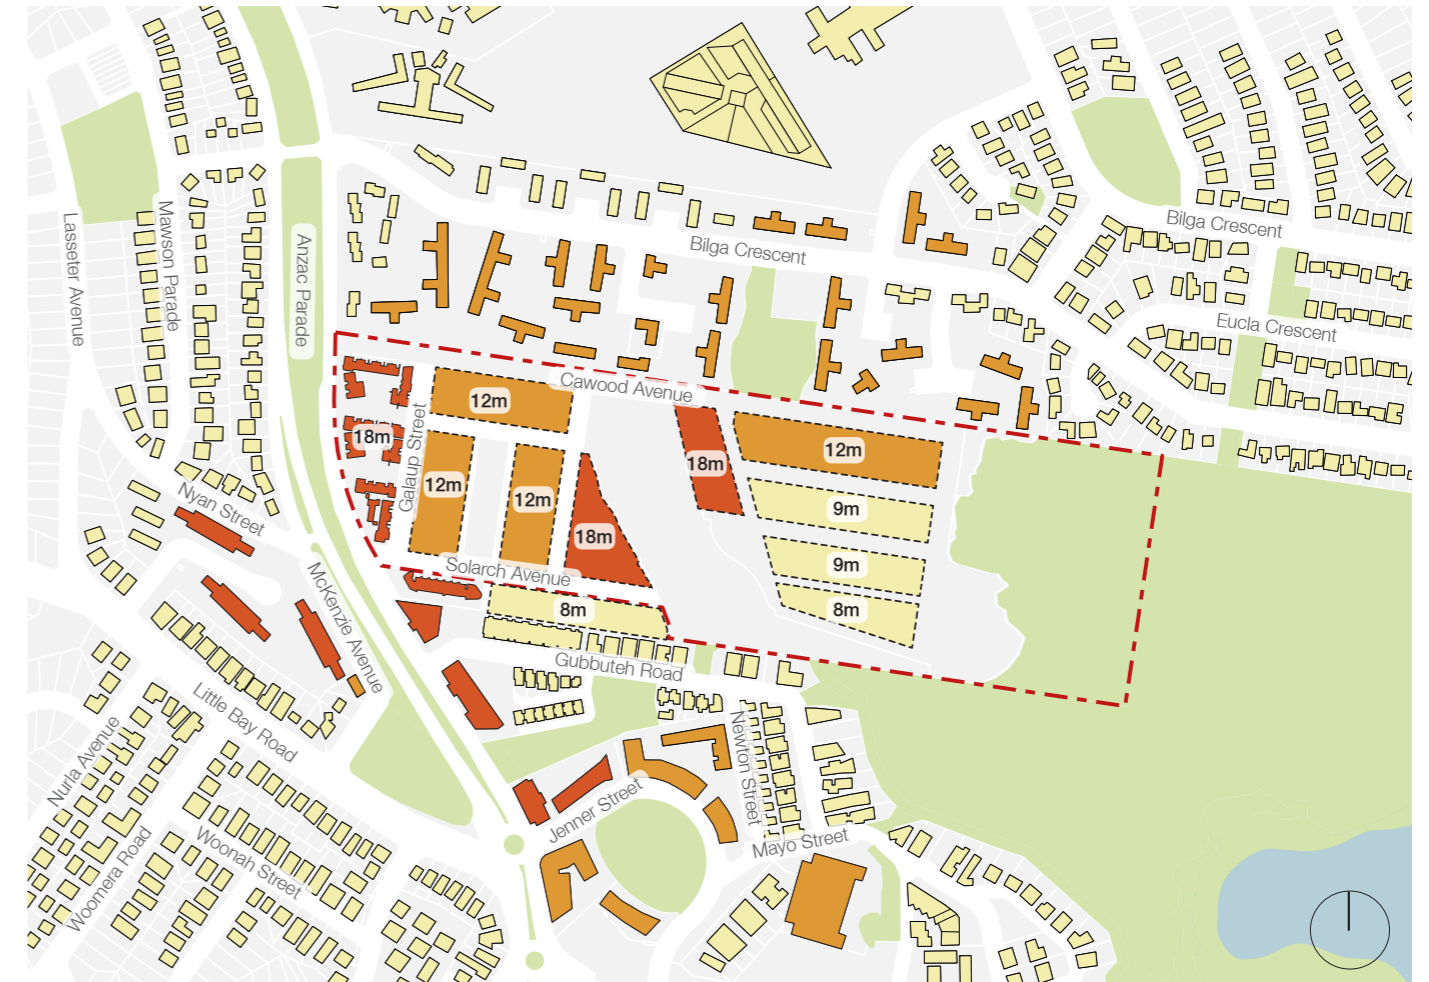 Bilga Crescent
Bilga Crescent
Lasseter Avenue
Mawson Parade
Anzac Parade
Eucla Crescent
Cawood Avenue
12m
18m
Galaup Street
12m
18m
12m
12m
12m
9m
18m
9m
Nyan Street
Solarch Avenue
8m
8m
McKenzie Avenue
Gubbuteh Road
Little Bay Road
Newton Street
Nurla Avenue
Jenner Street
Mayo Street
Woomera Road
Woonah Street